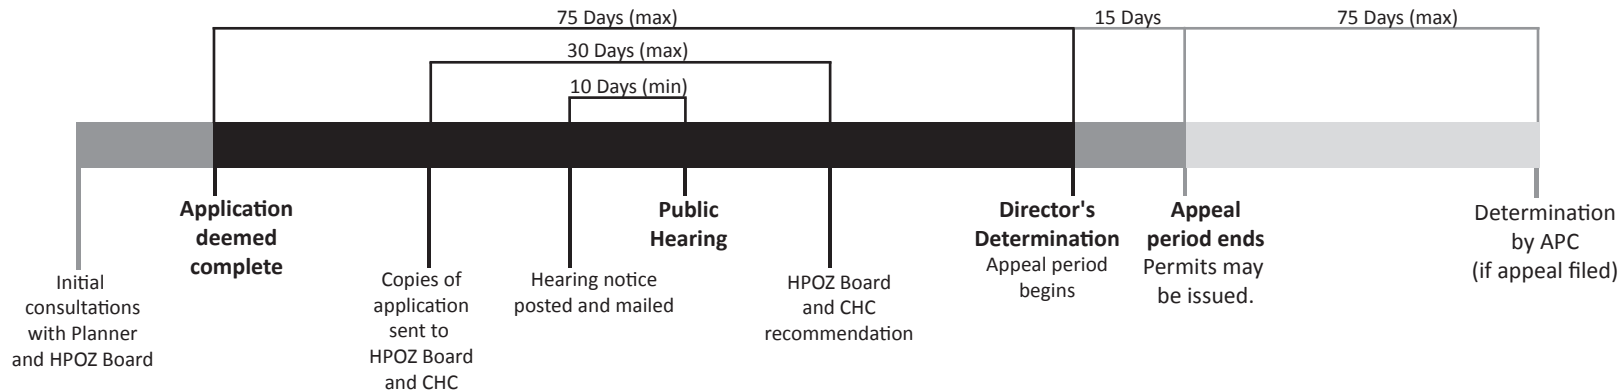 75 Days (max)
15 Days
75 Days (max)
30 Days (max)
10 Days (min)
Initial
consultations
with Planner
and HPOZ Board
Application
deemed
complete
Copies of
application
sent to
HPOZ Board
and CHC
Hearing notice
posted and mailed
Public
Hearing
HPOZ Board
and CHC
recommendation
Director's
Determination
Appeal period
begins
Appeal
period ends
Permits may
be issued.
Determination
by APC
(if appeal filed)